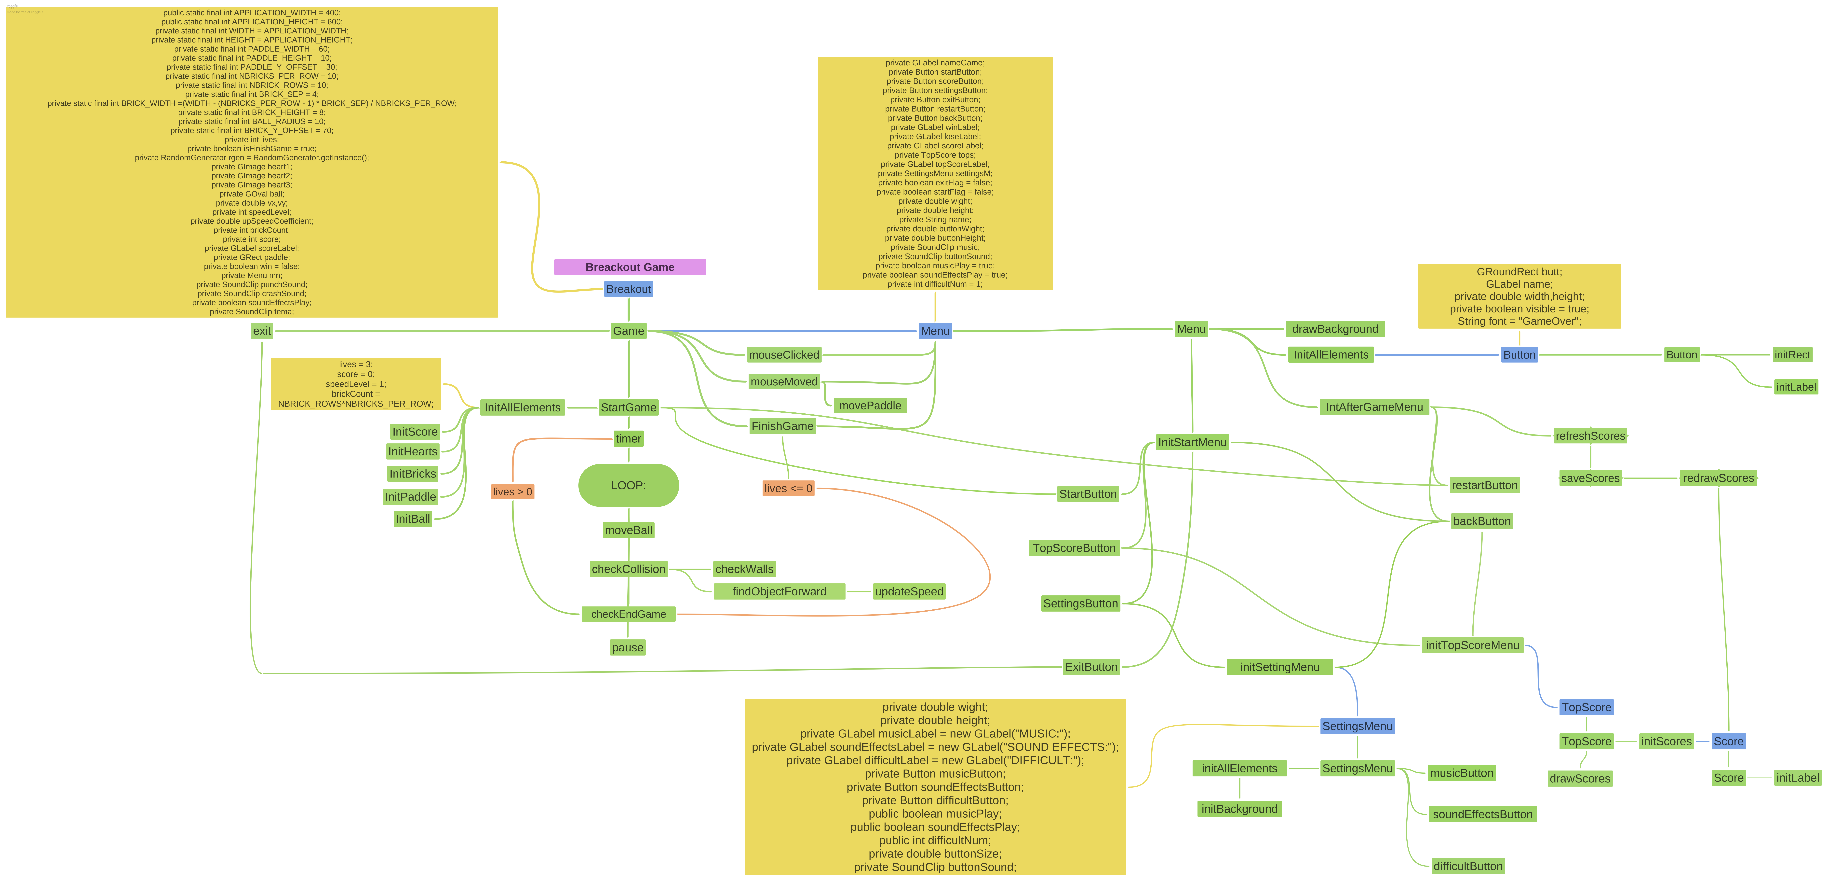 public static final int APPLICATION_WIDTH = 400;
public static final int APPLICATION_HEIGHT = 600;
private static final int WIDTH = APPLICATION_WIDTH;
private static final int HEIGHT = APPLICATION_HEIGHT;
private static final int PADDLE_WIDTH = 60;
private static final int PADDLE_HEIGHT = 10;
private static final int PADDLE_Y_OFFSET = 30;
private static final int NBRICKS_PER_ROW = 10;
private static final int NBRICK_ROWS = 10;
private static final int BRICK_SEP = 4;
private static final int BRICK_WIDTH =(WIDTH - (NBRICKS_PER_ROW - 1) * BRICK_SEP) / NBRICKS_PER_ROW;
private static final int BRICK_HEIGHT = 8;
private static final int BALL_RADIUS = 10;
private static final int BRICK_Y_OFFSET = 70;
private int lives;
private boolean isFinishGame = true;
private RandomGenerator rgen = RandomGenerator.getInstance();
private GImage heart1;
private GImage heart2;
private GImage heart3;
private GOval ball;
private double vx,vy;
private int speedLevel;
private double upSpeedCoefficient;
private int brickCount;
private int score;
private GLabel scoreLabel;
private GRect paddle;
private boolean win = false;
private Menu mn;
private SoundClip punchSound;
private SoundClip crashSound;
private boolean soundEffectsPlay;
private SoundClip tema;
private GLabel nameGame;
private Button startButton;
private Button scoreButton;
private Button settingsButton;
private Button exitButton;
private Button restartButton;
private Button backButton;
private GLabel winLabel;
private GLabel loseLabel;
private GLabel scoreLabel;
private TopScore tops;
private GLabel topScoreLabel;
private SettingsMenu settingsM;
private boolean exitFlag = false;
private boolean startFlag = false;
private double wight;
private double height;
private String name;
private double buttonWight;
private double buttonHeight;
private SoundClip music;
private SoundClip buttonSound;
private boolean musicPlay = true;
private boolean soundEffectsPlay = true;
private int difficultNum = 1;
Breackout Game
Breakout
GRoundRect butt;
GLabel name;
private double width,height;
private boolean visible = true;
String font = "GameOver";
exit
Game
Menu
Menu
drawBackground
mouseClicked
InitAllElements
Button
Button
initRect
lives = 3;
score = 0;
speedLevel = 1;
brickCount =
NBRICK_ROWS*NBRICKS_PER_ROW;
mouseMoved
initLabel
InitAllElements
StartGame
movePaddle
IntAfterGameMenu
InitScore
timer
FinishGame
refreshScores
InitHearts
InitStartMenu
InitBricks
LOOP:
saveScores
redrawScores
lives > 0
lives <= 0
StartButton
restartButton
InitPaddle
InitBall
moveBall
backButton
TopScoreButton
checkCollision
checkWalls
findObjectForward
updateSpeed
SettingsButton
checkEndGame
pause
initTopScoreMenu
ExitButton
initSettingMenu
TopScore
SettingsMenu
private double wight;
private double height;
private GLabel musicLabel = new GLabel("MUSIC:");
private GLabel soundEffectsLabel = new GLabel("SOUND EFFECTS:");
private GLabel difficultLabel = new GLabel("DIFFICULT:");
private Button musicButton;
private Button soundEffectsButton;
private Button difficultButton;
public boolean musicPlay;
public boolean soundEffectsPlay;
public int difficultNum;
private double buttonSize;
private SoundClip buttonSound;
TopScore
initScores
Score
initAllElements
SettingsMenu
musicButton
drawScores
Score
initLabel
initBackground
soundEffectsButton
difficultButton